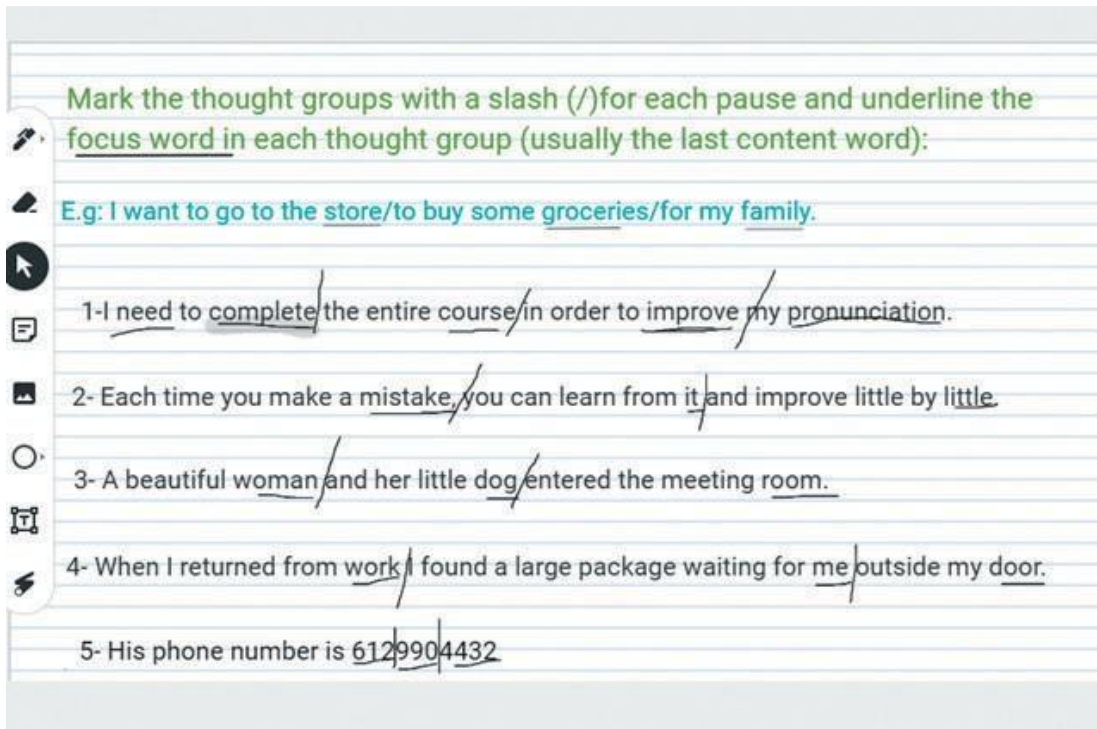 Mark the thought groups with a slash (/)for each pause and underline the
focus word in each thought group (usually the last content word):
E.g: I want to go to the store/to buy some groceries/for my family.
1-I need to complete/the entire course/in order to improve/my pronunciation.
2- Each time you make a mistake,/you can learn from it/and improve little by little
3- A beautiful woman/and her little dog/entered the meeting room.
4- When I returned from work/I found a large package waiting for me/outside my door.
5- His phone number is 612/990/4432